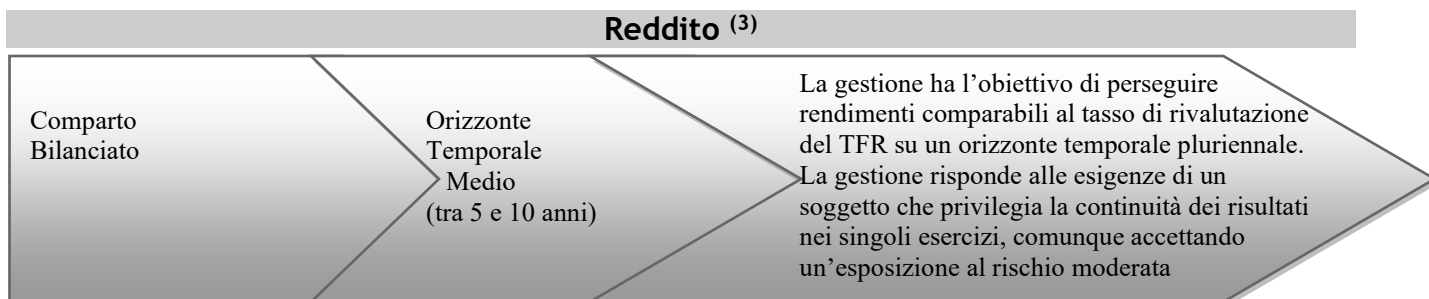 Reddito (3)
Comparto
Bilanciato
Orizzonte
Temporale
Medio
(tra 5 e 10 anni)
La gestione ha l’obiettivo di perseguire
rendimenti comparabili al tasso di rivalutazione
del TFR su un orizzonte temporale pluriennale.
La gestione risponde alle esigenze di un
soggetto che privilegia la continuità dei risultati
nei singoli esercizi, comunque accettando
un’esposizione al rischio moderata